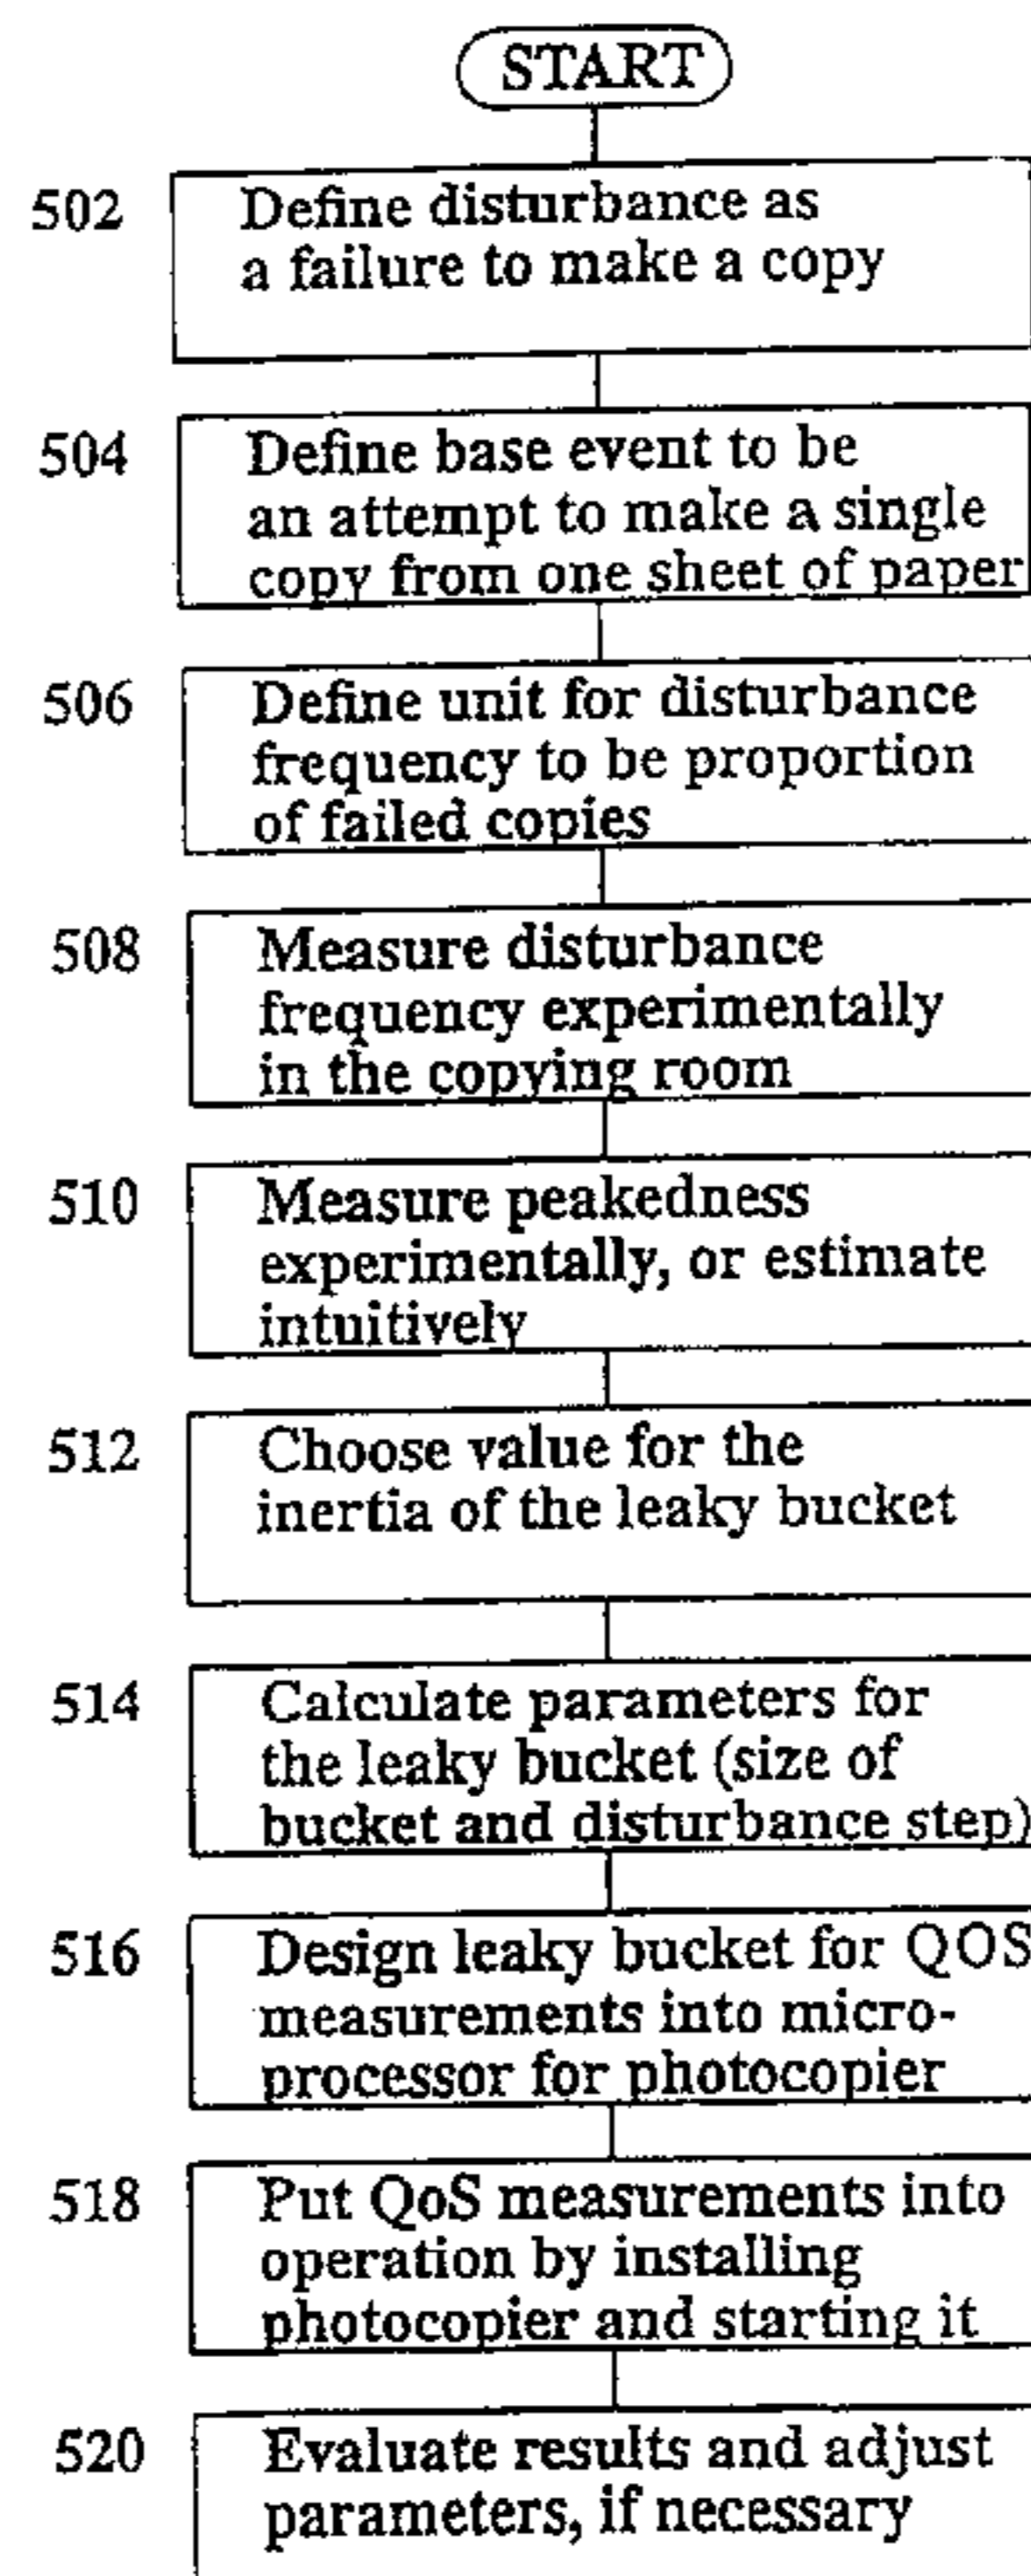 START
502
Define disturbance as
a failure to make a copy
504
Define base event to be
an attempt to make a single
copy from one sheet of paper
506
Define unit for disturbance
frequency to be proportion
of failed copies
508
Measure disturbance
frequency experimentally
in the copying room
510
Measure peakedness
experimentally, or estimate
intuitively
512
Choose value for the
inertia of the leaky bucket
514
Calculate parameters for
the leaky bucket (size of
bucket and disturbance step)
516
Design leaky bucket for QOS
measurements into micro-
processor for photocopier
518
Put QoS measurements into
operation by installing
photocopier and starting it
520
Evaluate results and adjust
parameters, if necessary